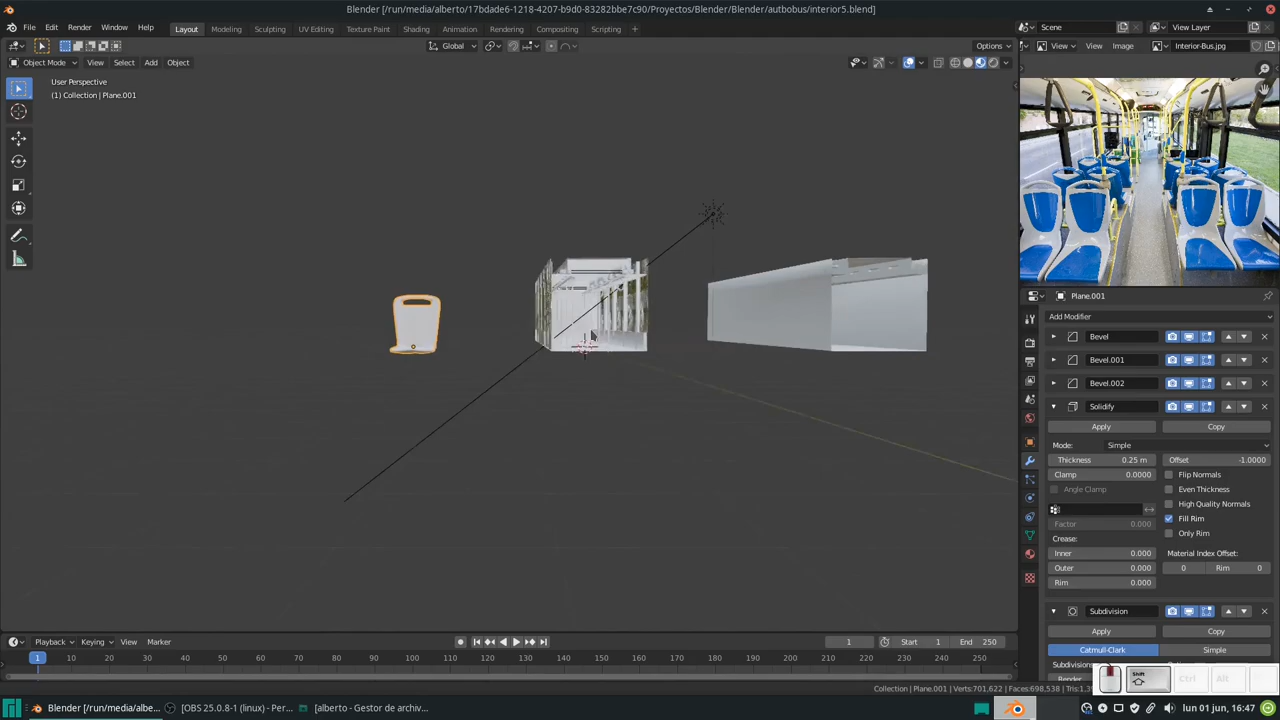 Blender [/run/media/alberto/17bdade6-1218-4207-b9d0-83282bbe7c90/Proyectos/Blender/Blender/autbobus/interior5.blend]
File Edit Render Window Help Layout Modeling Sculpting UV Editing Texture Paint Shading Animation Rendering Compositing Scripting + Scene View Layer
Global Options View View Image Interior-Bus.jpg
Object Mode View Select Add Object
User Perspective
(1) Collection | Plane.001
Plane.001
Add Modifier
Bevel
Bevel.001
Bevel.002
Solidify
Apply Copy
Mode: Simple
Thickness 0.25 m Offset -1.0000
Clamp 0.0000 Flip Normals
Angle Clamp Even Thickness
High Quality Normals
Fill Rim
Factor 0.000
Only Rim
Crease:
Inner 0.000 Material Index Offset:
Outer 0.000 0 Rim 0
Rim 0.000
Subdivision
Apply Copy
Catmull-Clark Simple
Playback Keying View Marker 1 Start 1 End 250
1 10 20 30 40 50 60 70 80 90 100 110 120 130 140 150 160 170 180 190 200 210 220 230 240 250
Shift Ctrl Alt
Collection | Plane.001 | Verts:701,622 | Faces:698,538 | Tris:1,3
Blender [/run/media/albe... [OBS 25.0.8-1 (linux) - Per... [alberto - Gestor de archiv... lun 01 jun, 16:47